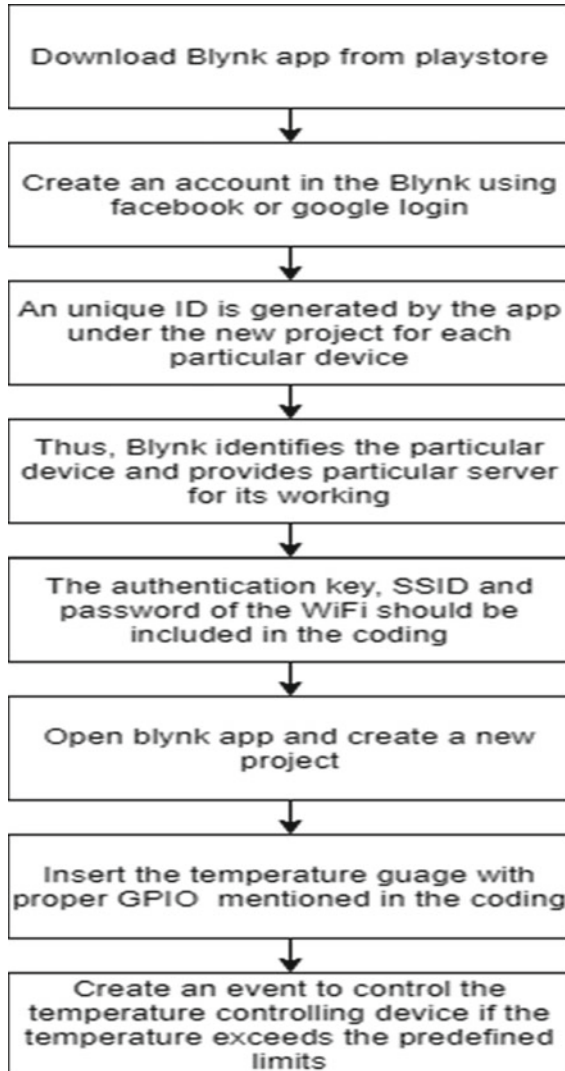 Download Blynk app from playstore
Create an account in the Blynk using
facebook or google login
An unique ID is generated by the app
under the new project for each
particular device
Thus, Blynk identifies the particular
device and provides particular server
for its working
The authentication key, SSID and
password of the WiFi should be
included in the coding
Open blynk app and create a new
project
Insert the temperature guage with
proper GPIO mentioned in the coding
Create an event to control the
temperature controlling device if the
temperature exceeds the predefined
limits